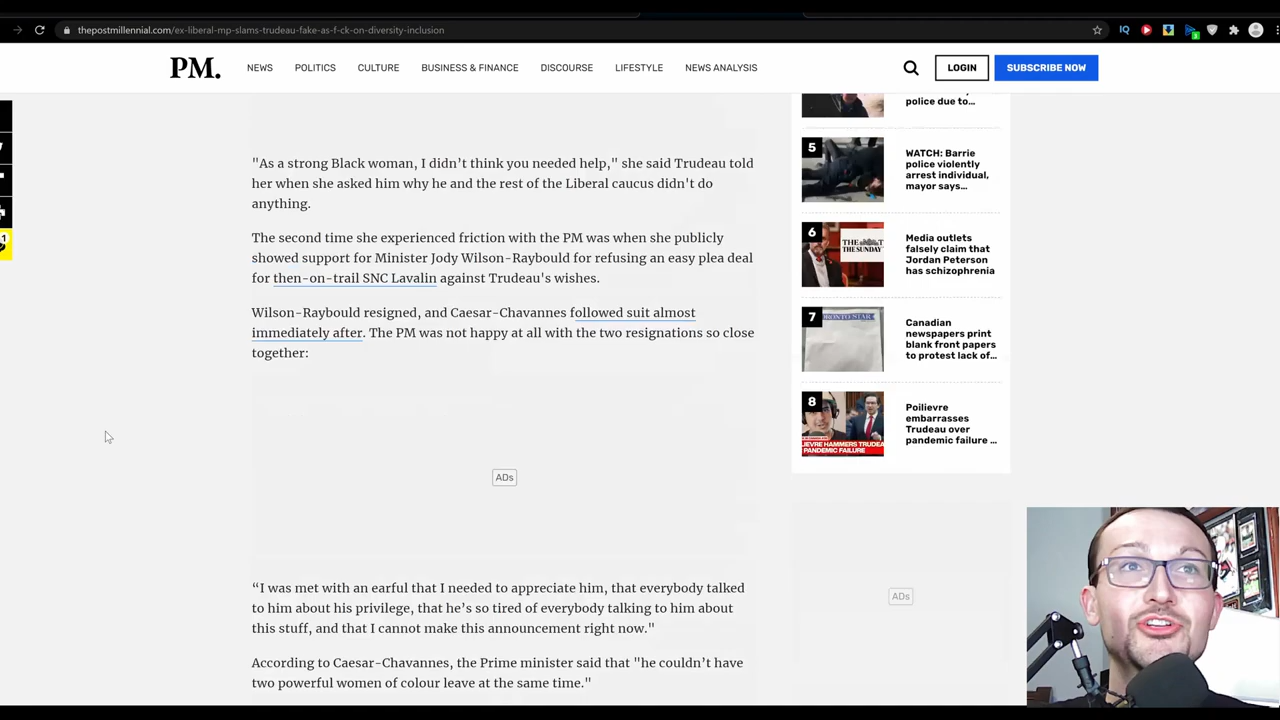 thepostmillennial.com/ex-liberal-mp-slams-trudeau-fake-as-f-ck-on-diversity-inclusion
PM.
NEWS
POLITICS
CULTURE
BUSINESS & FINANCE
DISCOURSE
LIFESTYLE
NEWS ANALYSIS
LOGIN
SUBSCRIBE NOW
"As a strong Black woman, I didn’t think you needed help," she said Trudeau told
her when she asked him why he and the rest of the Liberal caucus didn't do
anything.
The second time she experienced friction with the PM was when she publicly
showed support for Minister Jody Wilson-Raybould for refusing an easy plea deal
for then-on-trail SNC Lavalin against Trudeau's wishes.
Wilson-Raybould resigned, and Caesar-Chavannes followed suit almost
immediately after. The PM was not happy at all with the two resignations so close
together:
ADs
“I was met with an earful that I needed to appreciate him, that everybody talked
to him about his privilege, that he’s so tired of everybody talking to him about
this stuff, and that I cannot make this announcement right now."
According to Caesar-Chavannes, the Prime minister said that "he couldn’t have
two powerful women of colour leave at the same time."
police due to...
5
WATCH: Barrie
police violently
arrest individual,
mayor says...
6
THE SUNDAY
Media outlets
falsely claim that
Jordan Peterson
has schizophrenia
7
Canadian
newspapers print
blank front papers
to protest lack of...
8
Poilievre
embarrasses
Trudeau over
pandemic failure ...
LIEVRE HAMMERS TRUDEA
PANDEMIC FAILURE
ADs